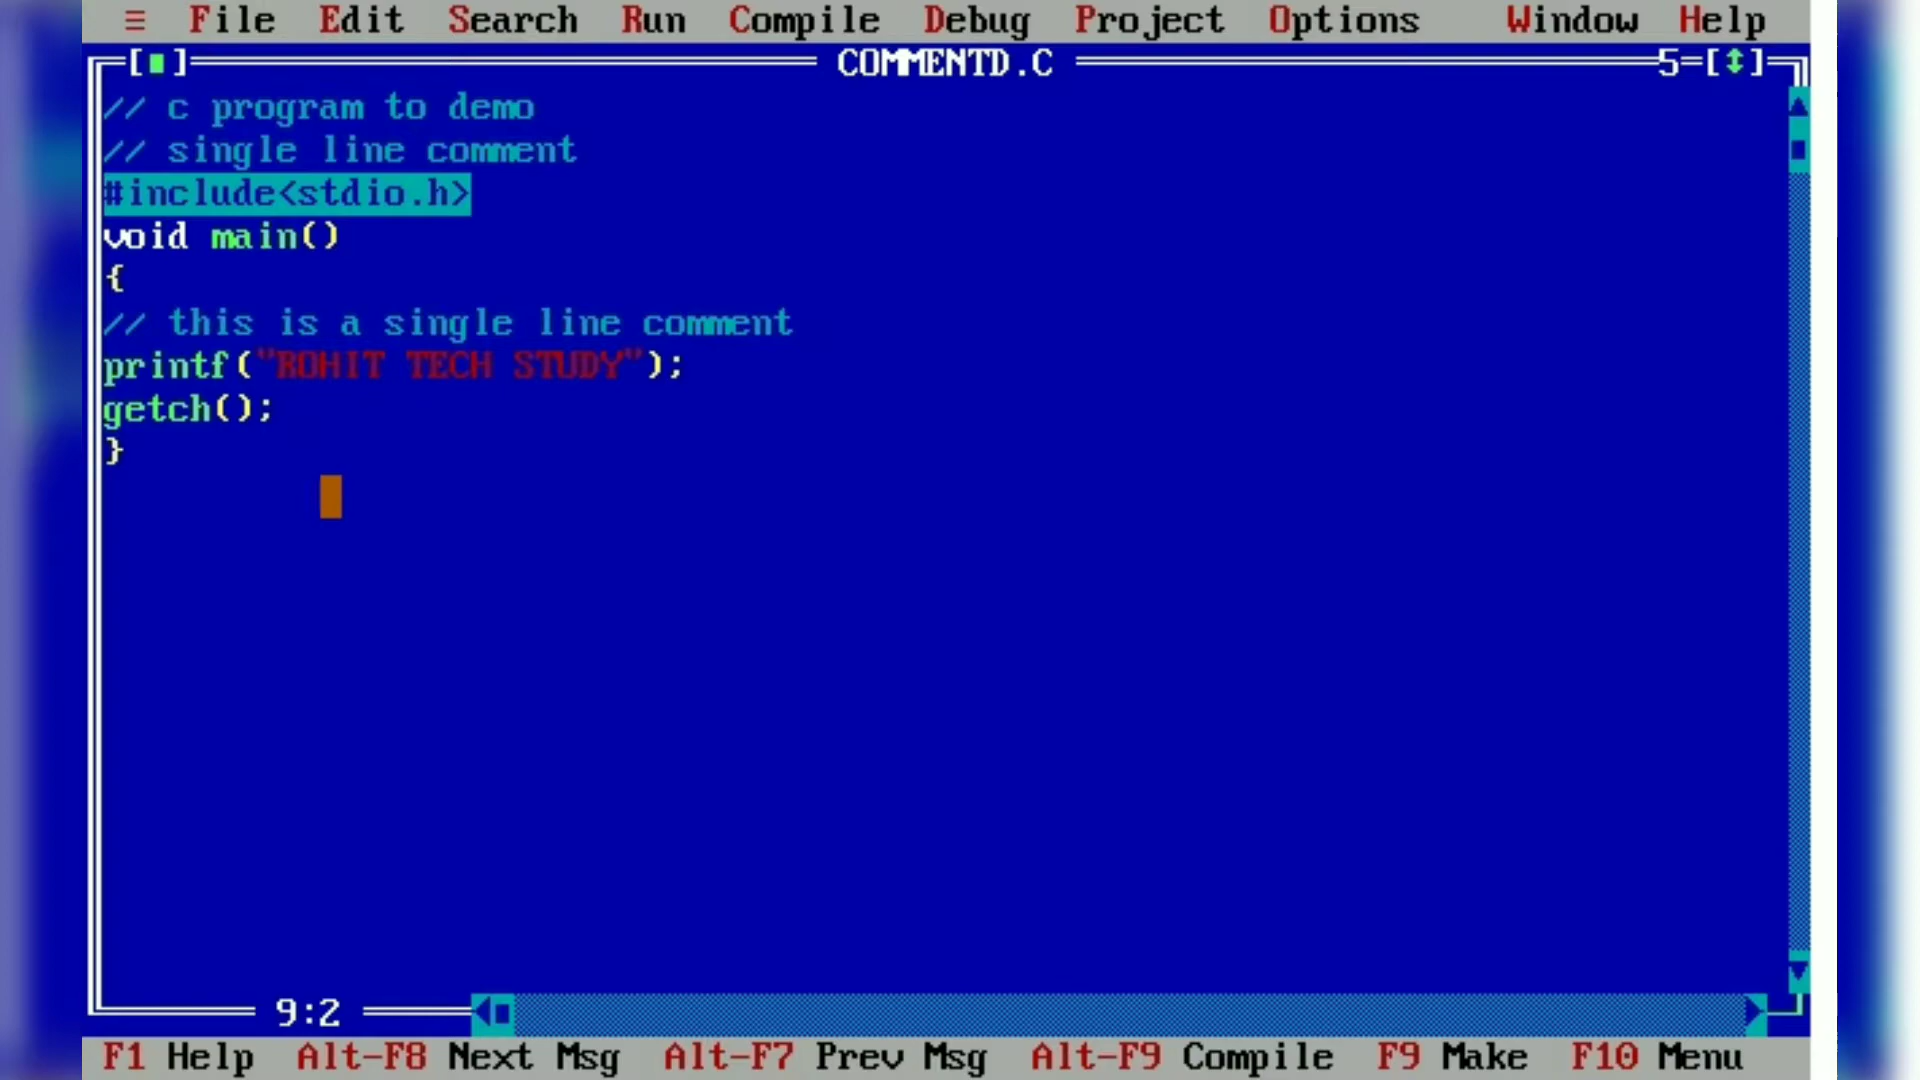 ≡ File Edit Search Run Compile Debug Project Options Window Help
[■] COMMENTD.C 5=[↕]
// c program to demo
// single line comment
#include<stdio.h>
void main()
{
// this is a single line comment
printf("ROHIT TECH STUDY");
getch();
}
9:2
F1 Help Alt-F8 Next Msg Alt-F7 Prev Msg Alt-F9 Compile F9 Make F10 Menu